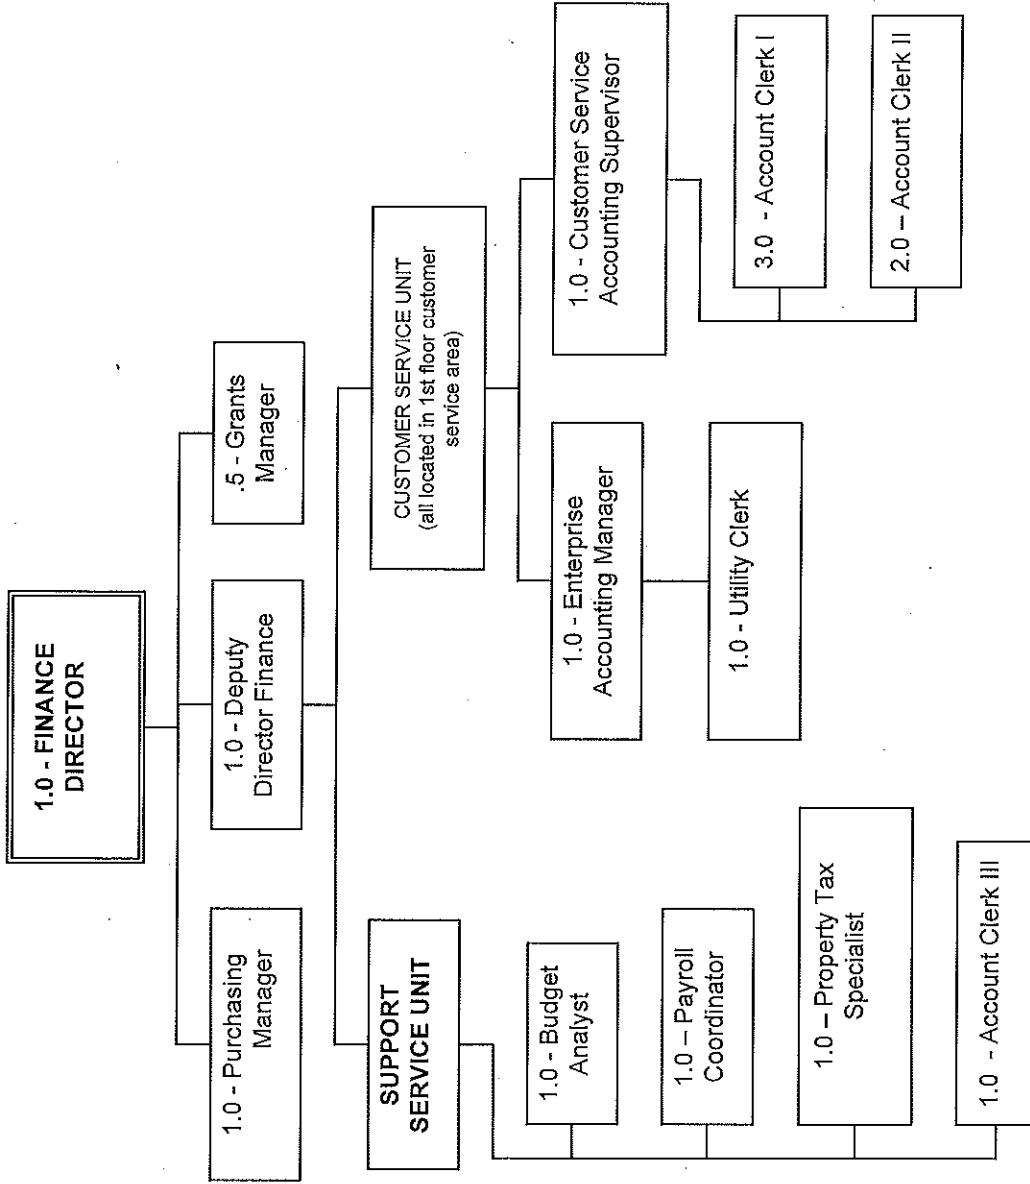 1.0 - FINANCE
DIRECTOR
1.0 - Purchasing
Manager
1.0 - Deputy
Director Finance
.5 - Grants
Manager
SUPPORT
SERVICE UNIT
CUSTOMER SERVICE UNIT
(all located in 1st floor customer
service area)
1.0 - Budget
Analyst
1.0 – Payroll
Coordinator
1.0 – Property Tax
Specialist
1.0 - Account Clerk III
1.0 - Enterprise
Accounting Manager
1.0 - Utility Clerk
1.0 - Customer Service
Accounting Supervisor
3.0 - Account Clerk I
2.0 – Account Clerk II